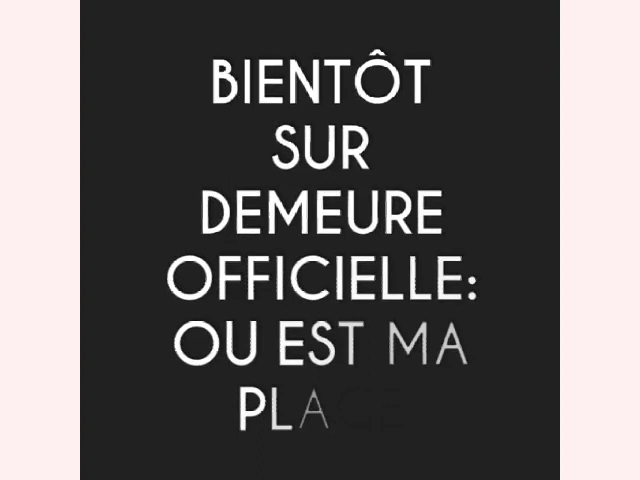 BIENTÔT
SUR
DEMEURE
OFFICIELLE:
OU EST MA
PLACE